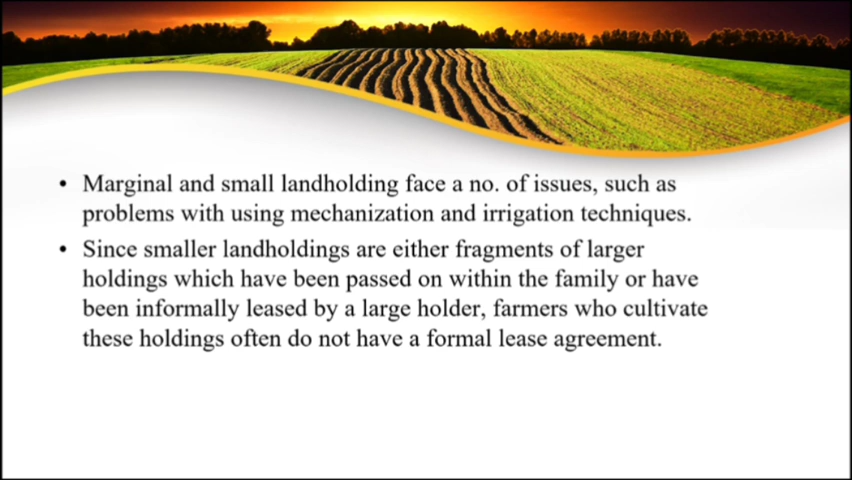 • Marginal and small landholding face a no. of issues, such as
problems with using mechanization and irrigation techniques.
• Since smaller landholdings are either fragments of larger
holdings which have been passed on within the family or have
been informally leased by a large holder, farmers who cultivate
these holdings often do not have a formal lease agreement.